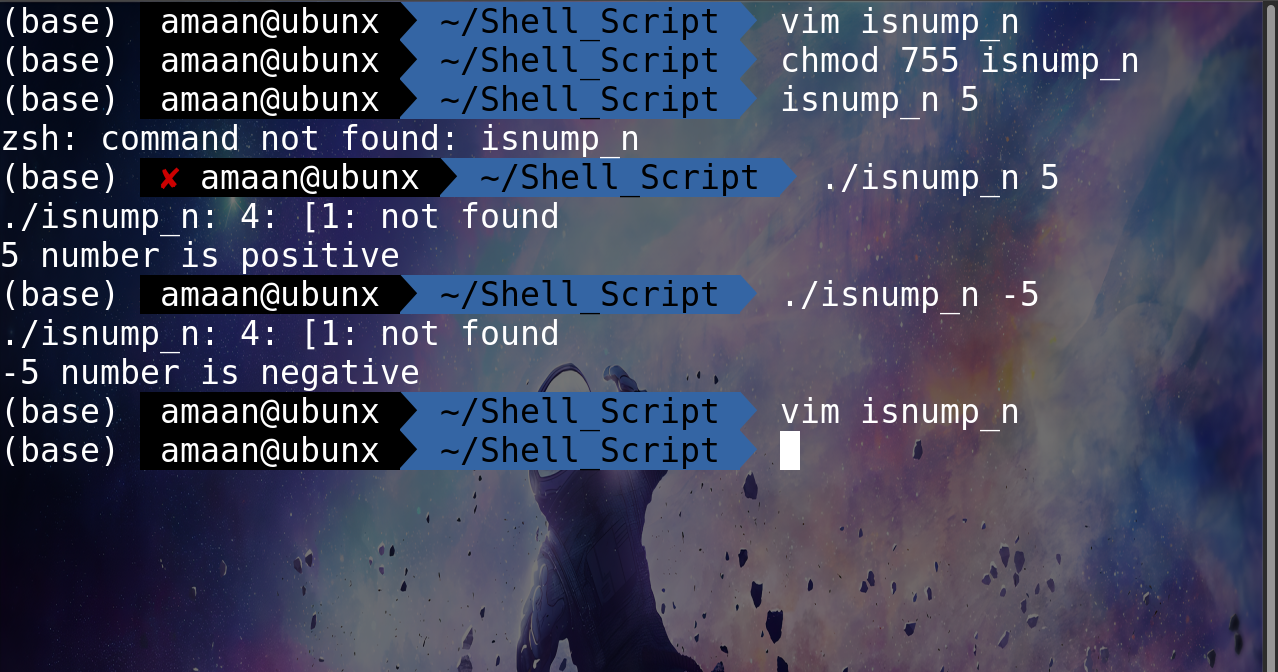 (base) amaan@ubunx ~/Shell_Script vim isnump_n
(base) amaan@ubunx ~/Shell_Script chmod 755 isnump_n
(base) amaan@ubunx ~/Shell_Script isnump_n 5
zsh: command not found: isnump_n
(base) ✘ amaan@ubunx ~/Shell_Script ./isnump_n 5
./isnump_n: 4: [1: not found
5 number is positive
(base) amaan@ubunx ~/Shell_Script ./isnump_n -5
./isnump_n: 4: [1: not found
-5 number is negative
(base) amaan@ubunx ~/Shell_Script vim isnump_n
(base) amaan@ubunx ~/Shell_Script